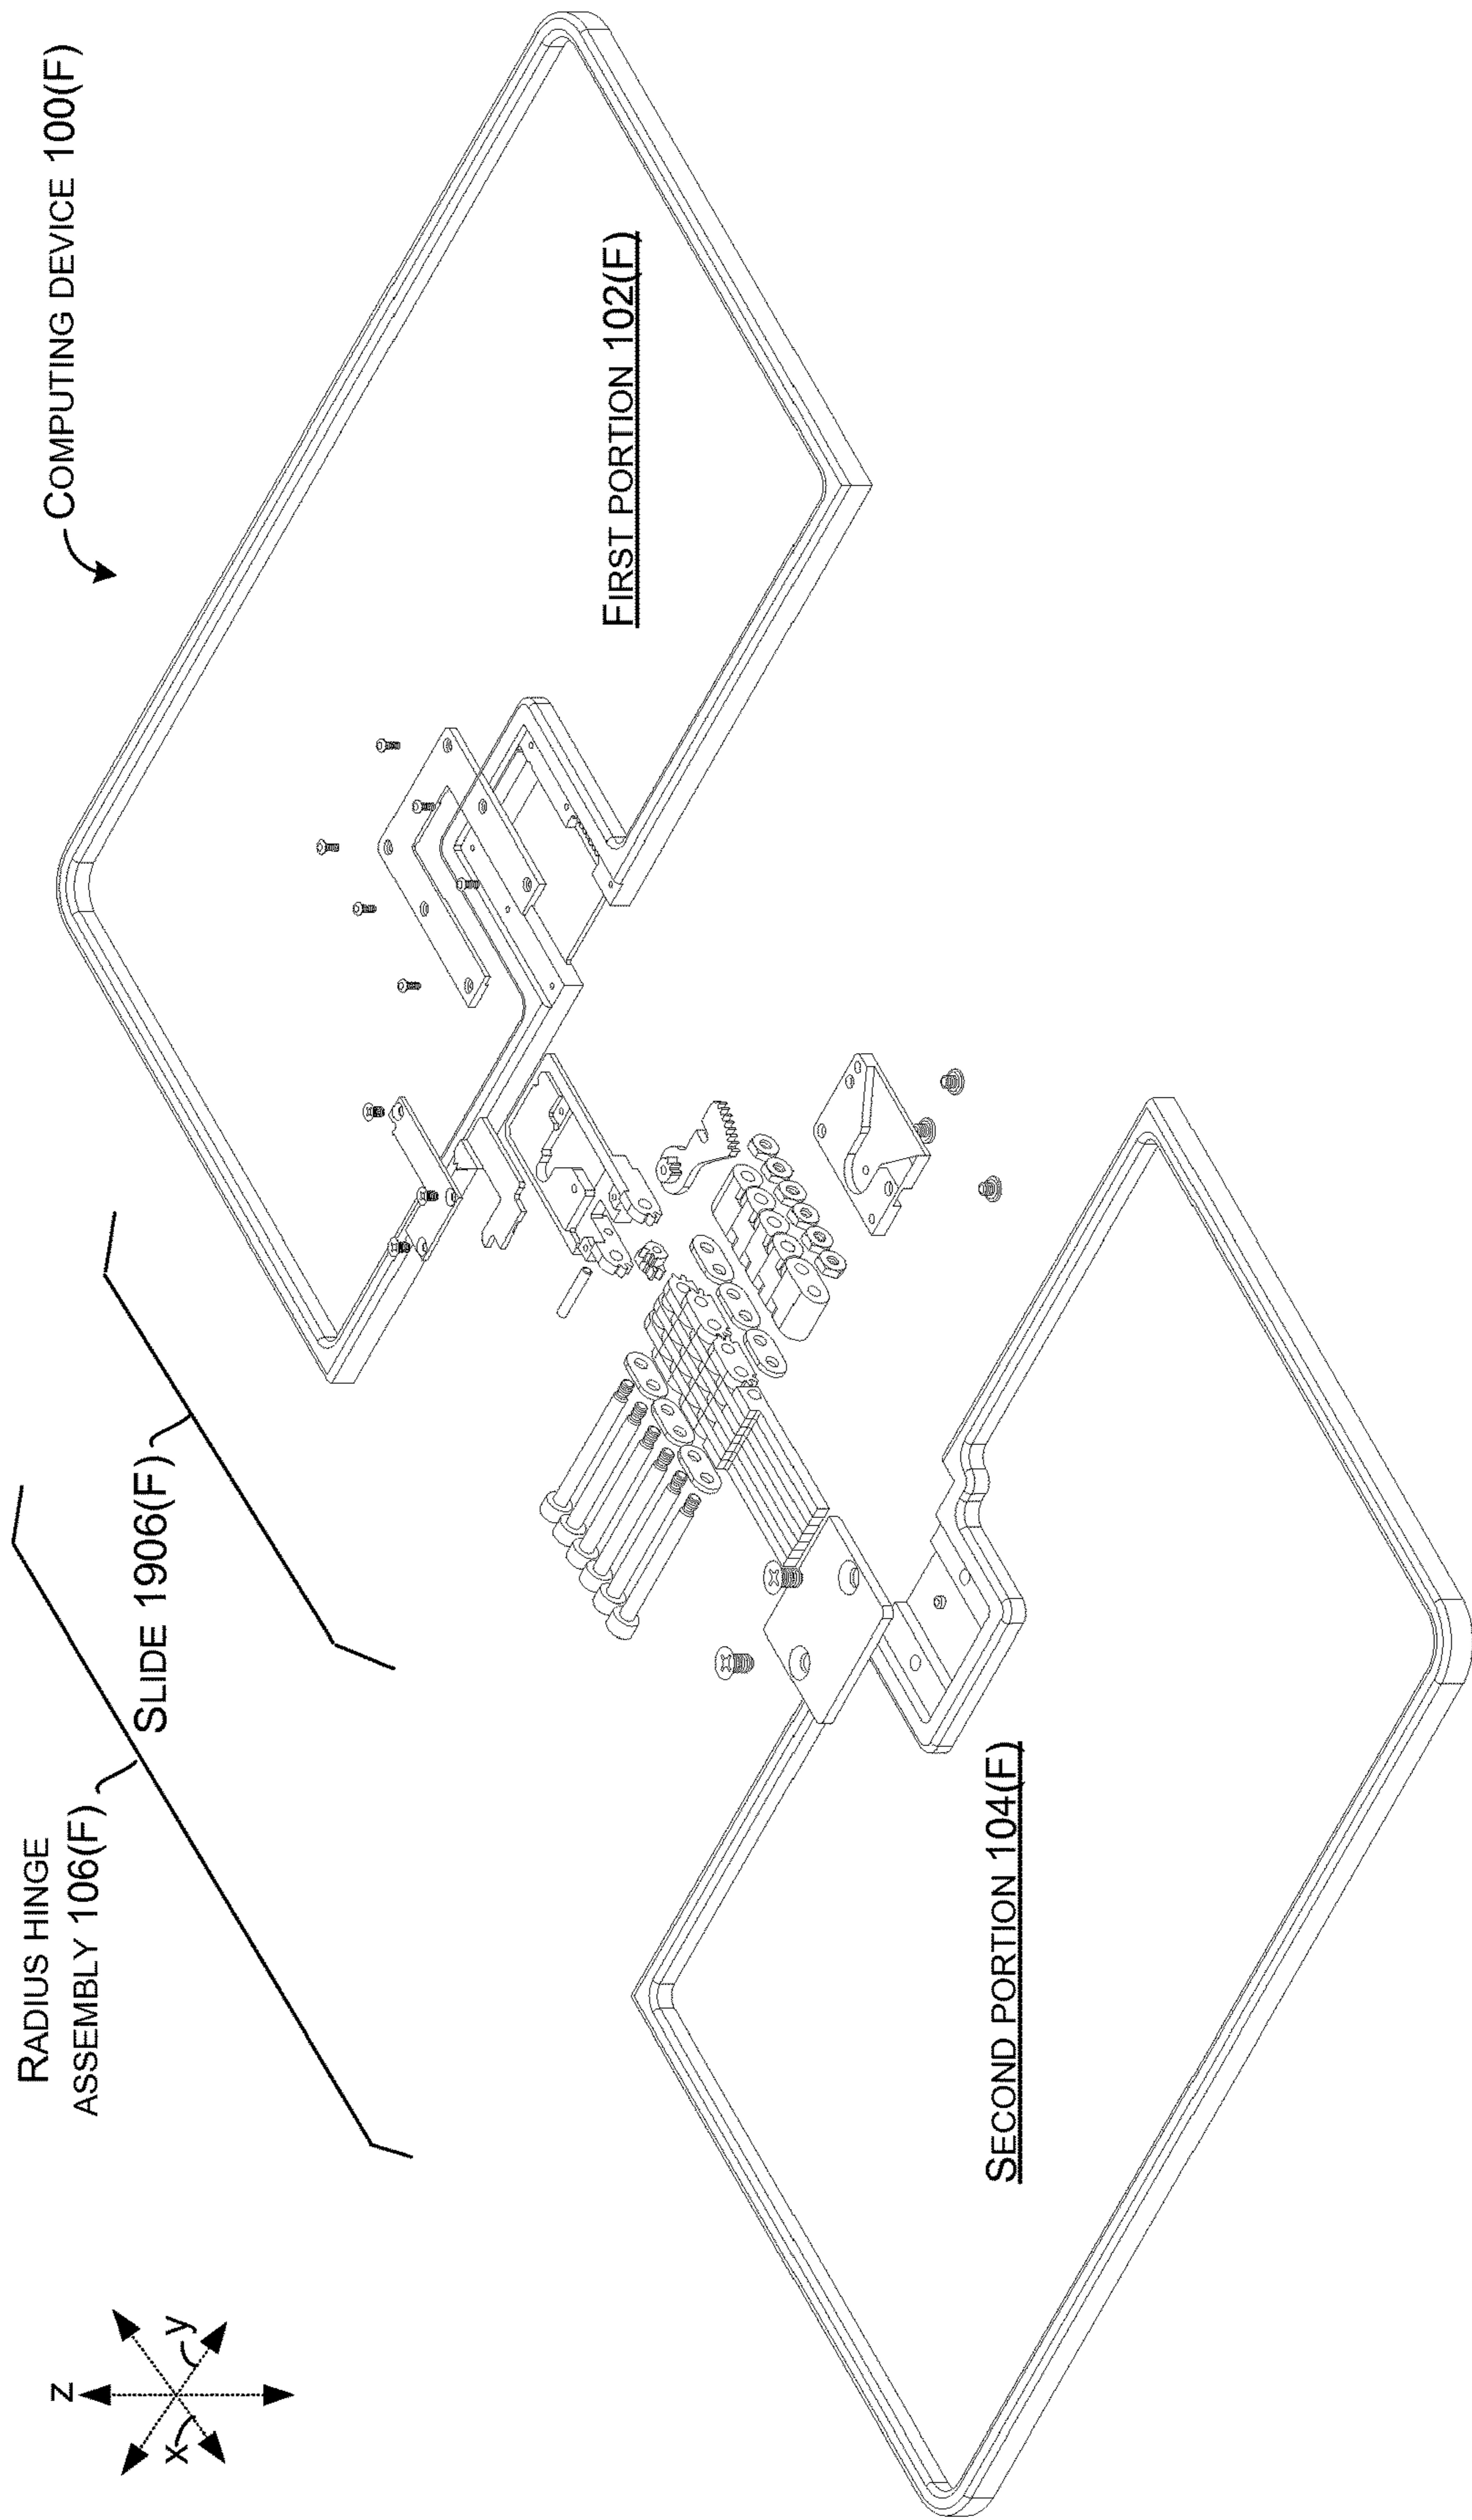 COMPUTING DEVICE 100(F)
FIRST PORTION 102(F)
SLIDE 1906(F)
RADIUS HINGE
ASSEMBLY 106(F)
SECOND PORTION 104(F)
z
y
x